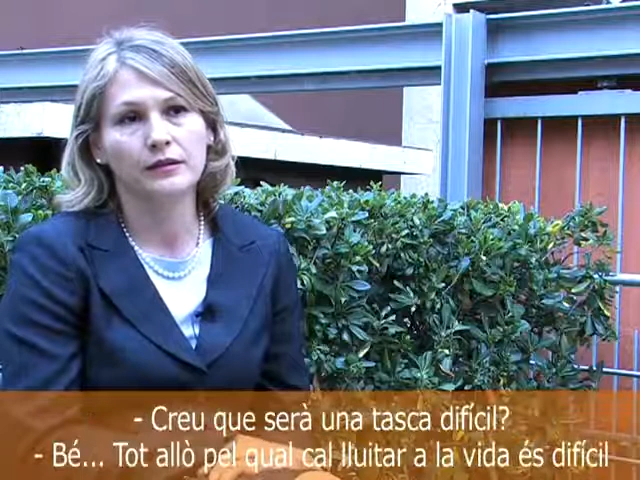 - Creu que serà una tasca difícil?
- Bé... Tot allò pel qual cal lluitar a la vida és difícil